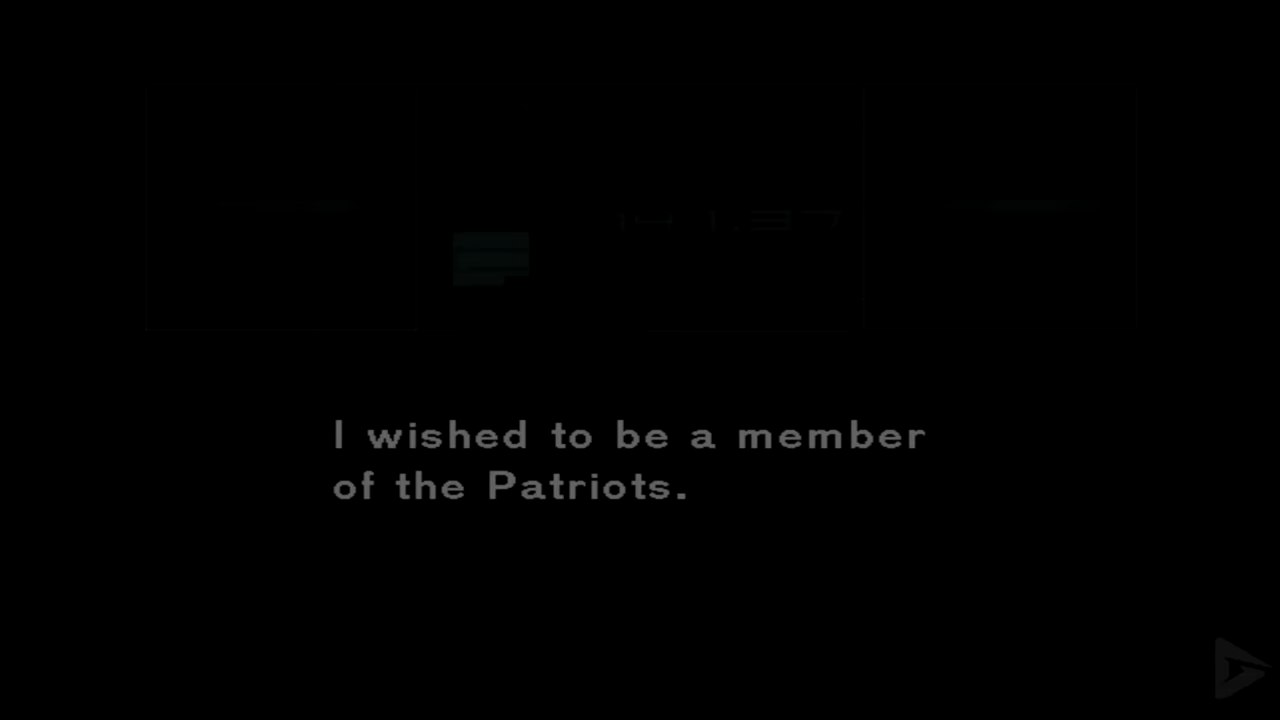 I wished to be a member
of the Patriots.